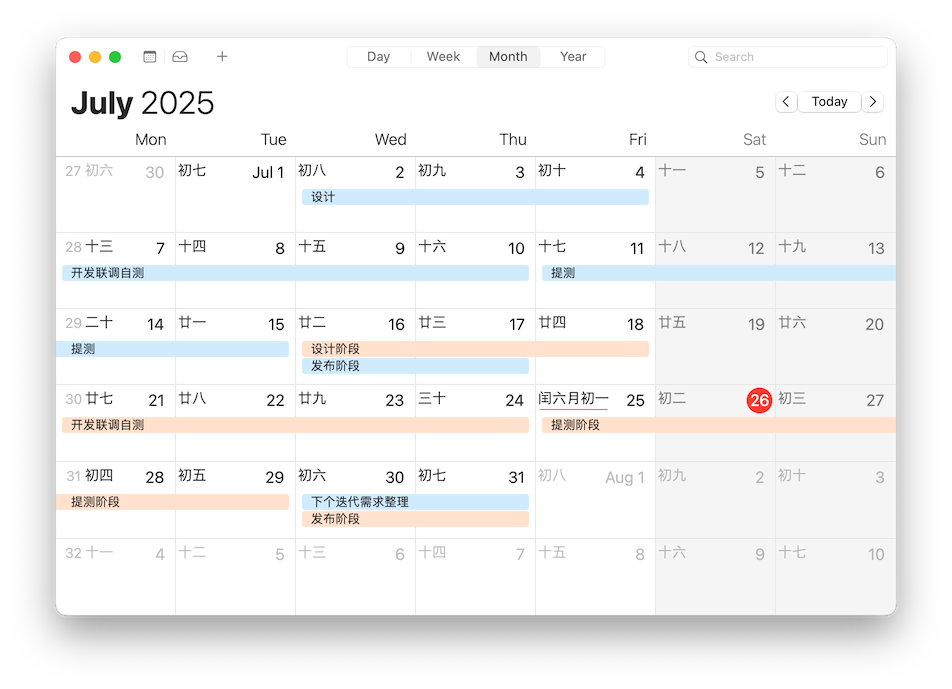 Day Week Month Year Search
July 2025 Today
Mon Tue Wed Thu Fri Sat Sun
27 初六 30 初七 Jul 1 初八 2 初九 3 初十 4 十一 5 十二 6
设计
28 十三 7 十四 8 十五 9 十六 10 十七 11 十八 12 十九 13
开发联调自测 提测
29 二十 14 廿一 15 廿二 16 廿三 17 廿四 18 廿五 19 廿六 20
提测 设计阶段
发布阶段
30 廿七 21 廿八 22 廿九 23 三十 24 闰六月初一 25 初二 26 初三 27
开发联调自测 提测阶段
31 初四 28 初五 29 初六 30 初七 31 初八 Aug 1 初九 2 初十 3
提测阶段 下个迭代需求整理
发布阶段
32 十一 4 十二 5 十三 6 十四 7 十五 8 十六 9 十七 10